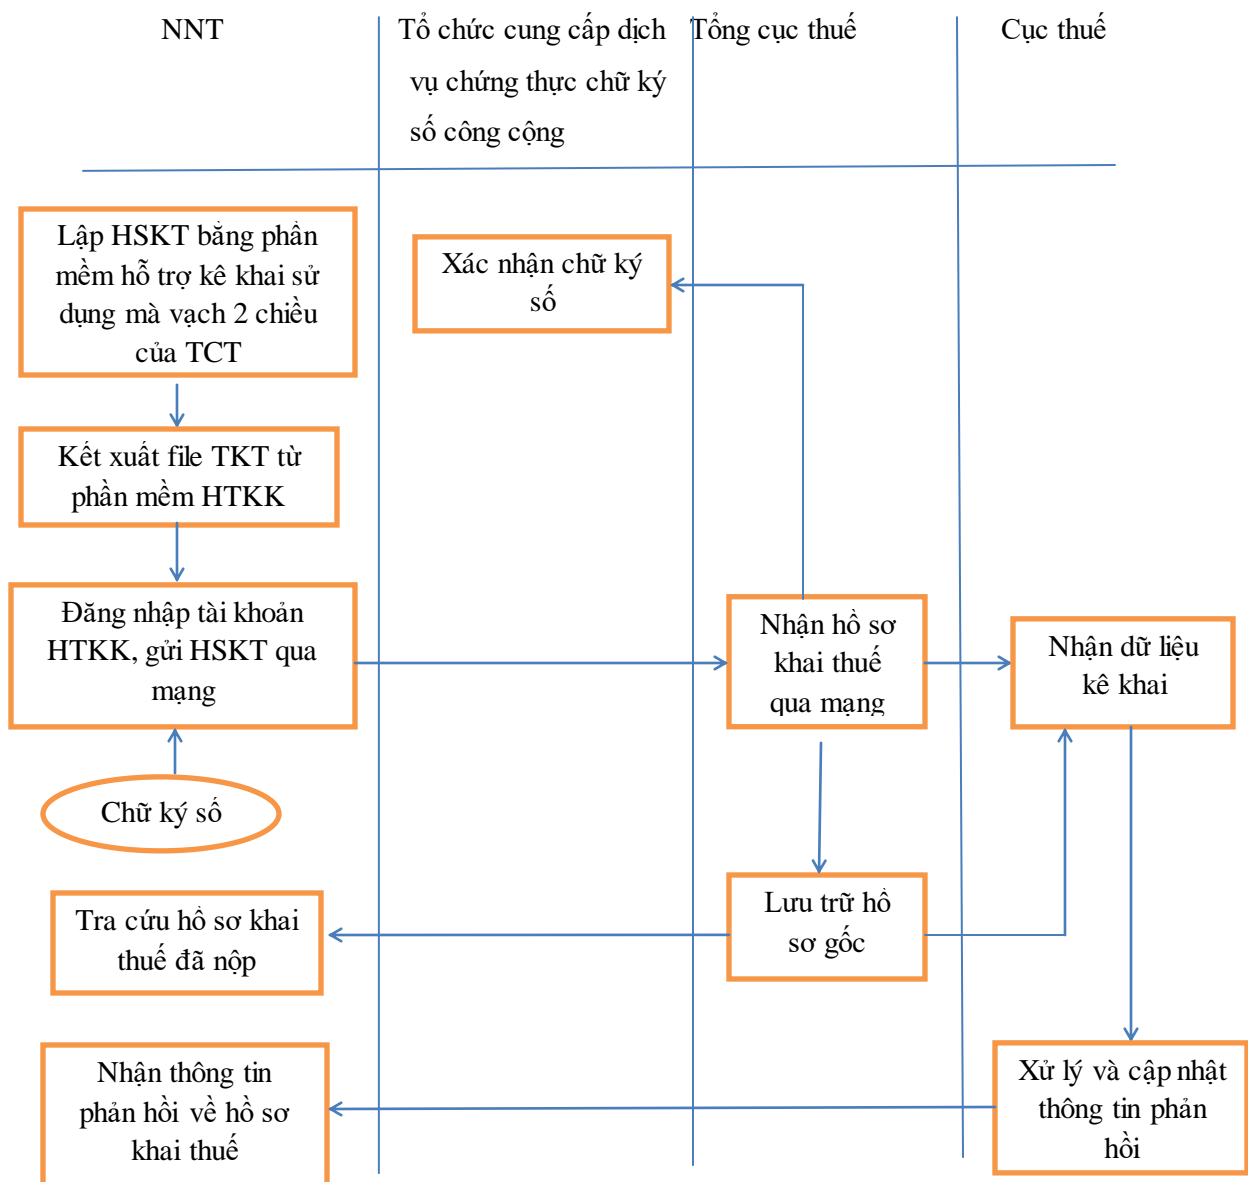 NNT
Tổ chức cung cấp dịch
vụ chứng thực chữ ký
số công cộng
Tổng cục thuế
Cục thuế
Lập HSKT bằng phần
mềm hỗ trợ kê khai sử
dụng mà vạch 2 chiều
của TCT
Xác nhận chữ ký
số
Kết xuất file TKT từ
phần mềm HTKK
Đăng nhập tài khoản
HTKK, gửi HSKT qua
mạng
Nhận hồ sơ
khai thuế
qua mạng
Nhận dữ liệu
kê khai
Chữ ký số
Tra cứu hồ sơ khai
thuế đã nộp
Lưu trữ hồ
sơ gốc
Nhận thông tin
phản hồi về hồ sơ
khai thuế
Xử lý và cập nhật
thông tin phản
hồi